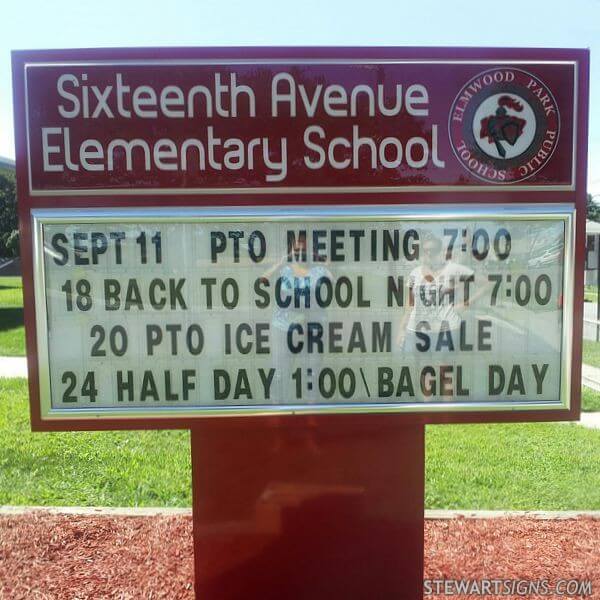 Sixteenth Avenue
Elementary School
ELMWOOD PARK PUBLIC SCHOOL
SEPT 11 PTO MEETING 7:00
18 BACK TO SCHOOL NIGHT 7:00
20 PTO ICE CREAM SALE
24 HALF DAY 1:00\BAGEL DAY
STEWARTSIGNS.COM